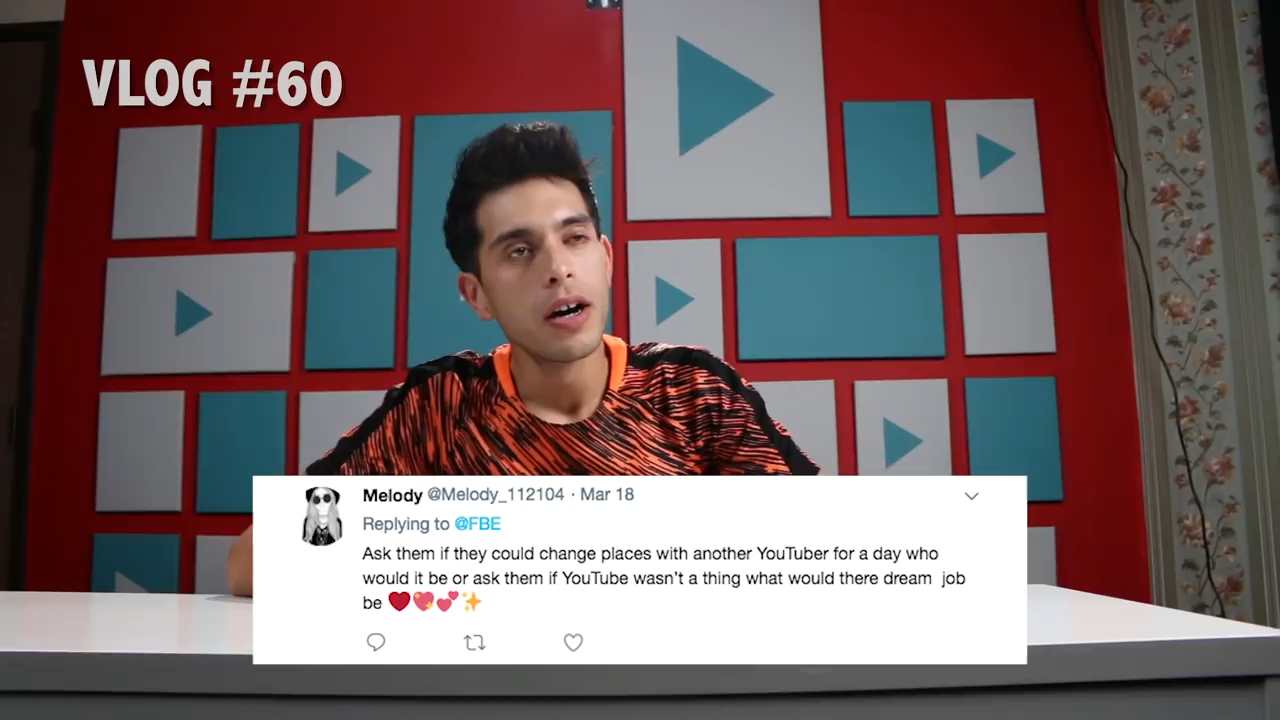 VLOG #60
Melody @Melody_112104 · Mar 18
Replying to @FBE
Ask them if they could change places with another YouTuber for a day who
would it be or ask them if YouTube wasn't a thing what would there dream job
be ❤️💖💕✨